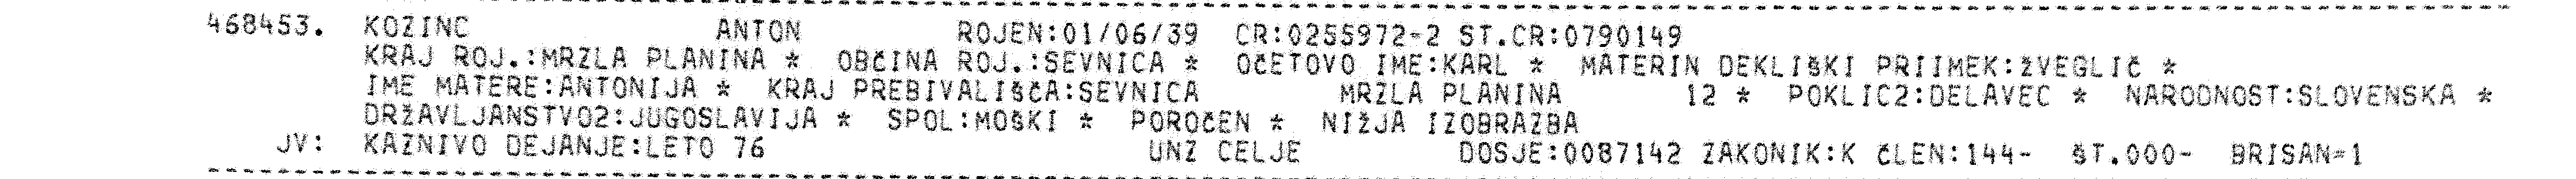 468453. KOZINC ANTON ROJEN:01/06/39 CR:0255972-2 ST.CR:0790149
KRAJ ROJ.:MRZLA PLANINA * OBČINA ROJ.:SEVNICA * OČETOVO IME:KARL * MATERIN DEKLIŠKI PRIIMEK:ŽVEGLIČ *
IME MATERE:ANTONIJA * KRAJ PREBIVALIŠČA:SEVNICA MRZLA PLANINA 12 * POKLIC2:DELAVEC * NARODNOST:SLOVENSKA *
DRŽAVLJANSTVO2:JUGOSLAVIJA * SPOL:MOŠKI * POROČEN * NIŽJA IZOBRAZBA
JV: KAZNIVO DEJANJE:LETO 76 UNZ CELJE DOSJE:0087142 ZAKONIK:K ČLEN:144- ŠT.000- BRISAN=1